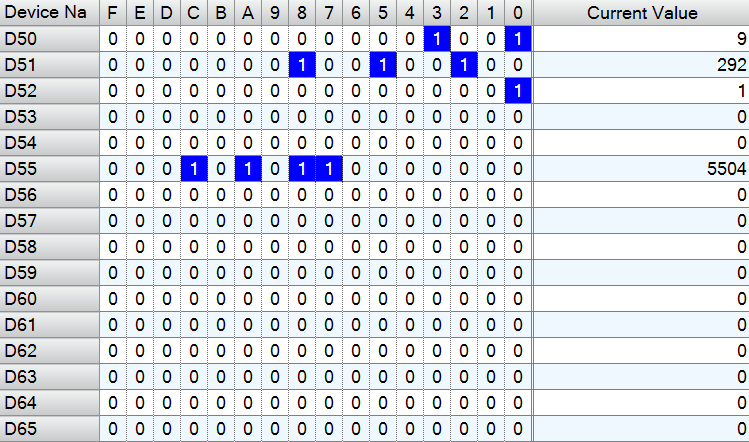 Device Na F E D C B A 9 8 7 6 5 4 3 2 1 0 Current Value
D50 0 0 0 0 0 0 0 0 0 0 0 0 1 0 0 1 9
D51 0 0 0 0 0 0 0 1 0 0 1 0 0 1 0 0 292
D52 0 0 0 0 0 0 0 0 0 0 0 0 0 0 0 1 1
D53 0 0 0 0 0 0 0 0 0 0 0 0 0 0 0 0 0
D54 0 0 0 0 0 0 0 0 0 0 0 0 0 0 0 0 0
D55 0 0 0 1 0 1 0 1 1 0 0 0 0 0 0 0 5504
D56 0 0 0 0 0 0 0 0 0 0 0 0 0 0 0 0 0
D57 0 0 0 0 0 0 0 0 0 0 0 0 0 0 0 0 0
D58 0 0 0 0 0 0 0 0 0 0 0 0 0 0 0 0 0
D59 0 0 0 0 0 0 0 0 0 0 0 0 0 0 0 0 0
D60 0 0 0 0 0 0 0 0 0 0 0 0 0 0 0 0 0
D61 0 0 0 0 0 0 0 0 0 0 0 0 0 0 0 0 0
D62 0 0 0 0 0 0 0 0 0 0 0 0 0 0 0 0 0
D63 0 0 0 0 0 0 0 0 0 0 0 0 0 0 0 0 0
D64 0 0 0 0 0 0 0 0 0 0 0 0 0 0 0 0 0
D65 0 0 0 0 0 0 0 0 0 0 0 0 0 0 0 0 0